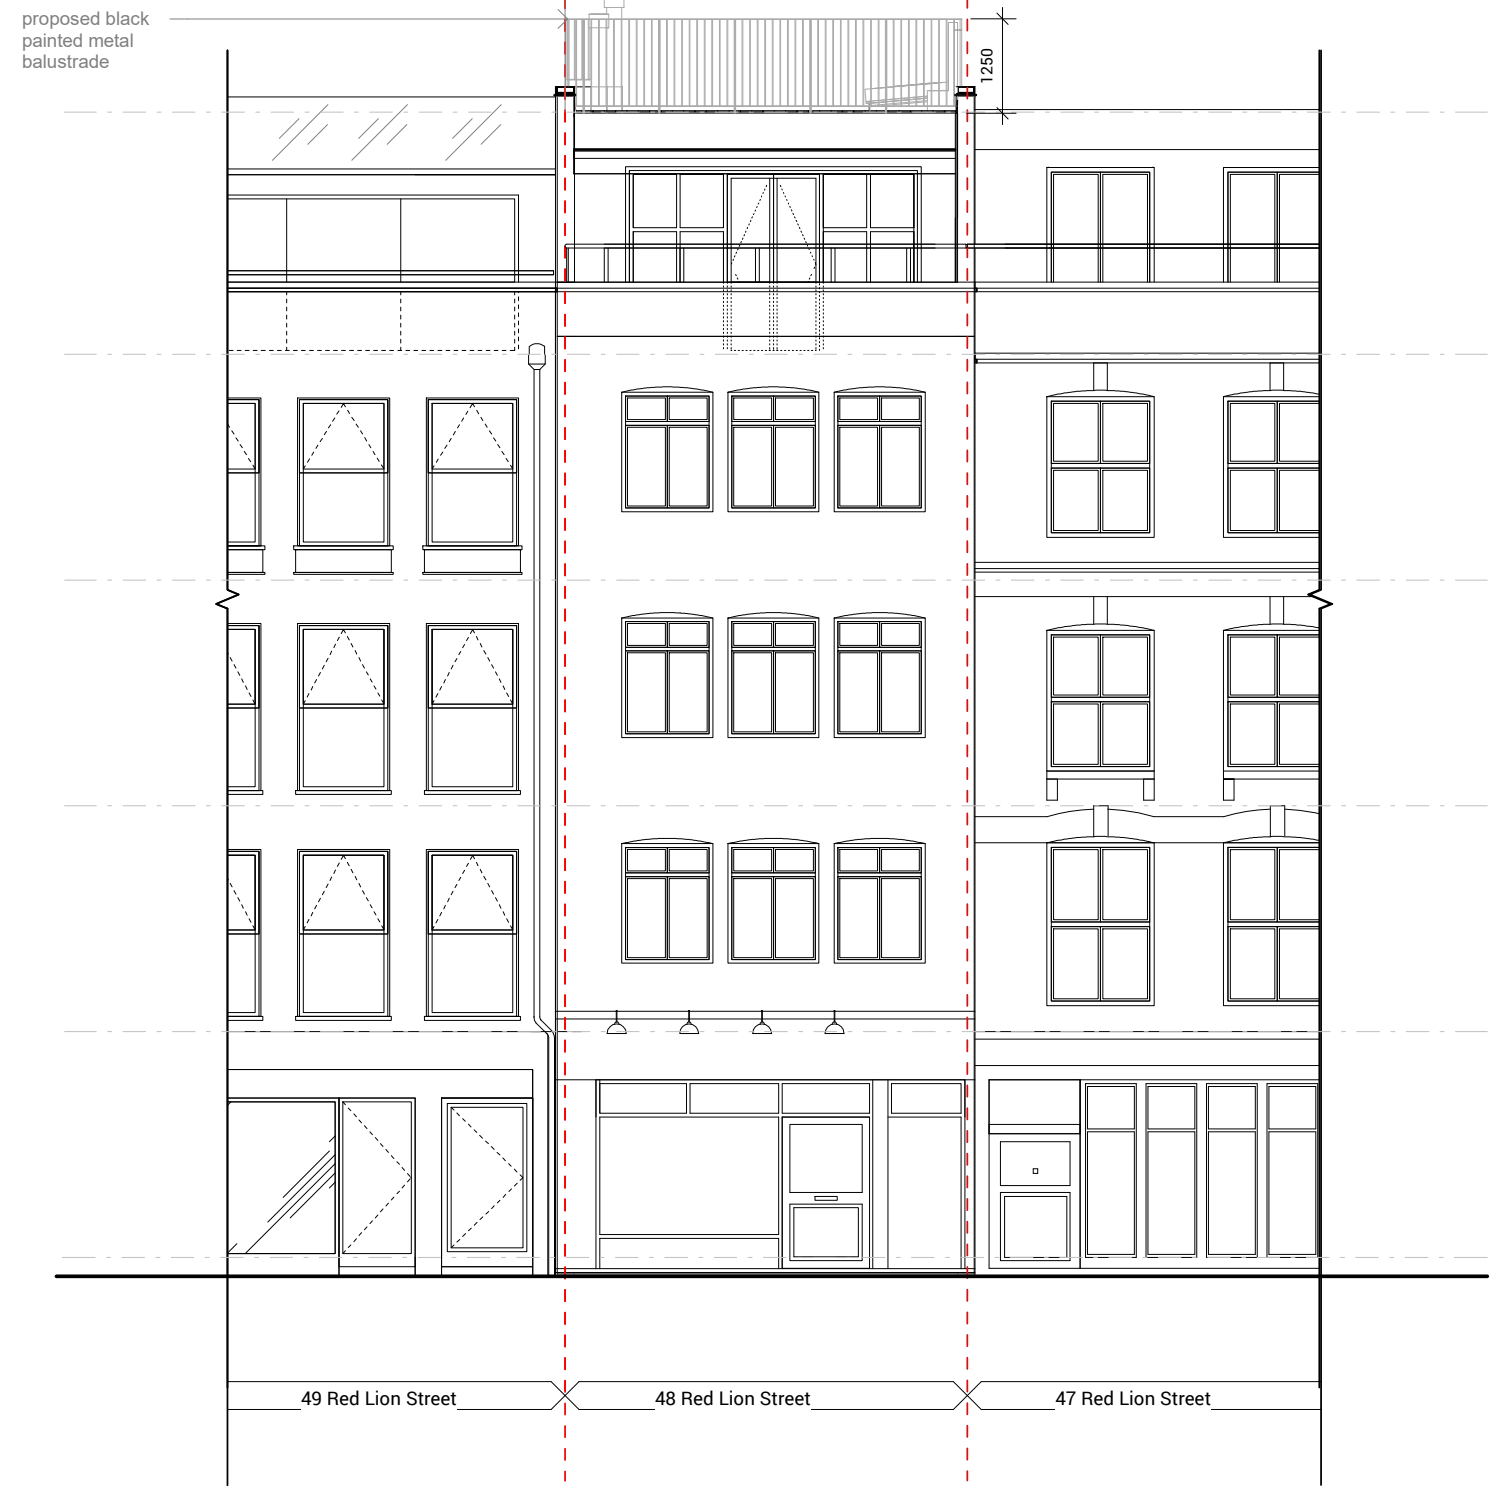 proposed black
painted metal
balustrade
1250
49 Red Lion Street
48 Red Lion Street
47 Red Lion Street